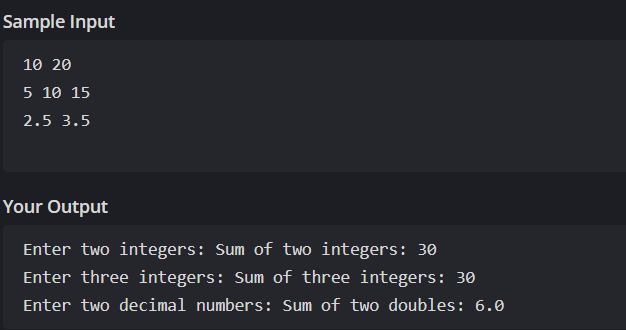 Sample Input
10 20
5 10 15
2.5 3.5
Your Output
Enter two integers: Sum of two integers: 30
Enter three integers: Sum of three integers: 30
Enter two decimal numbers: Sum of two doubles: 6.0